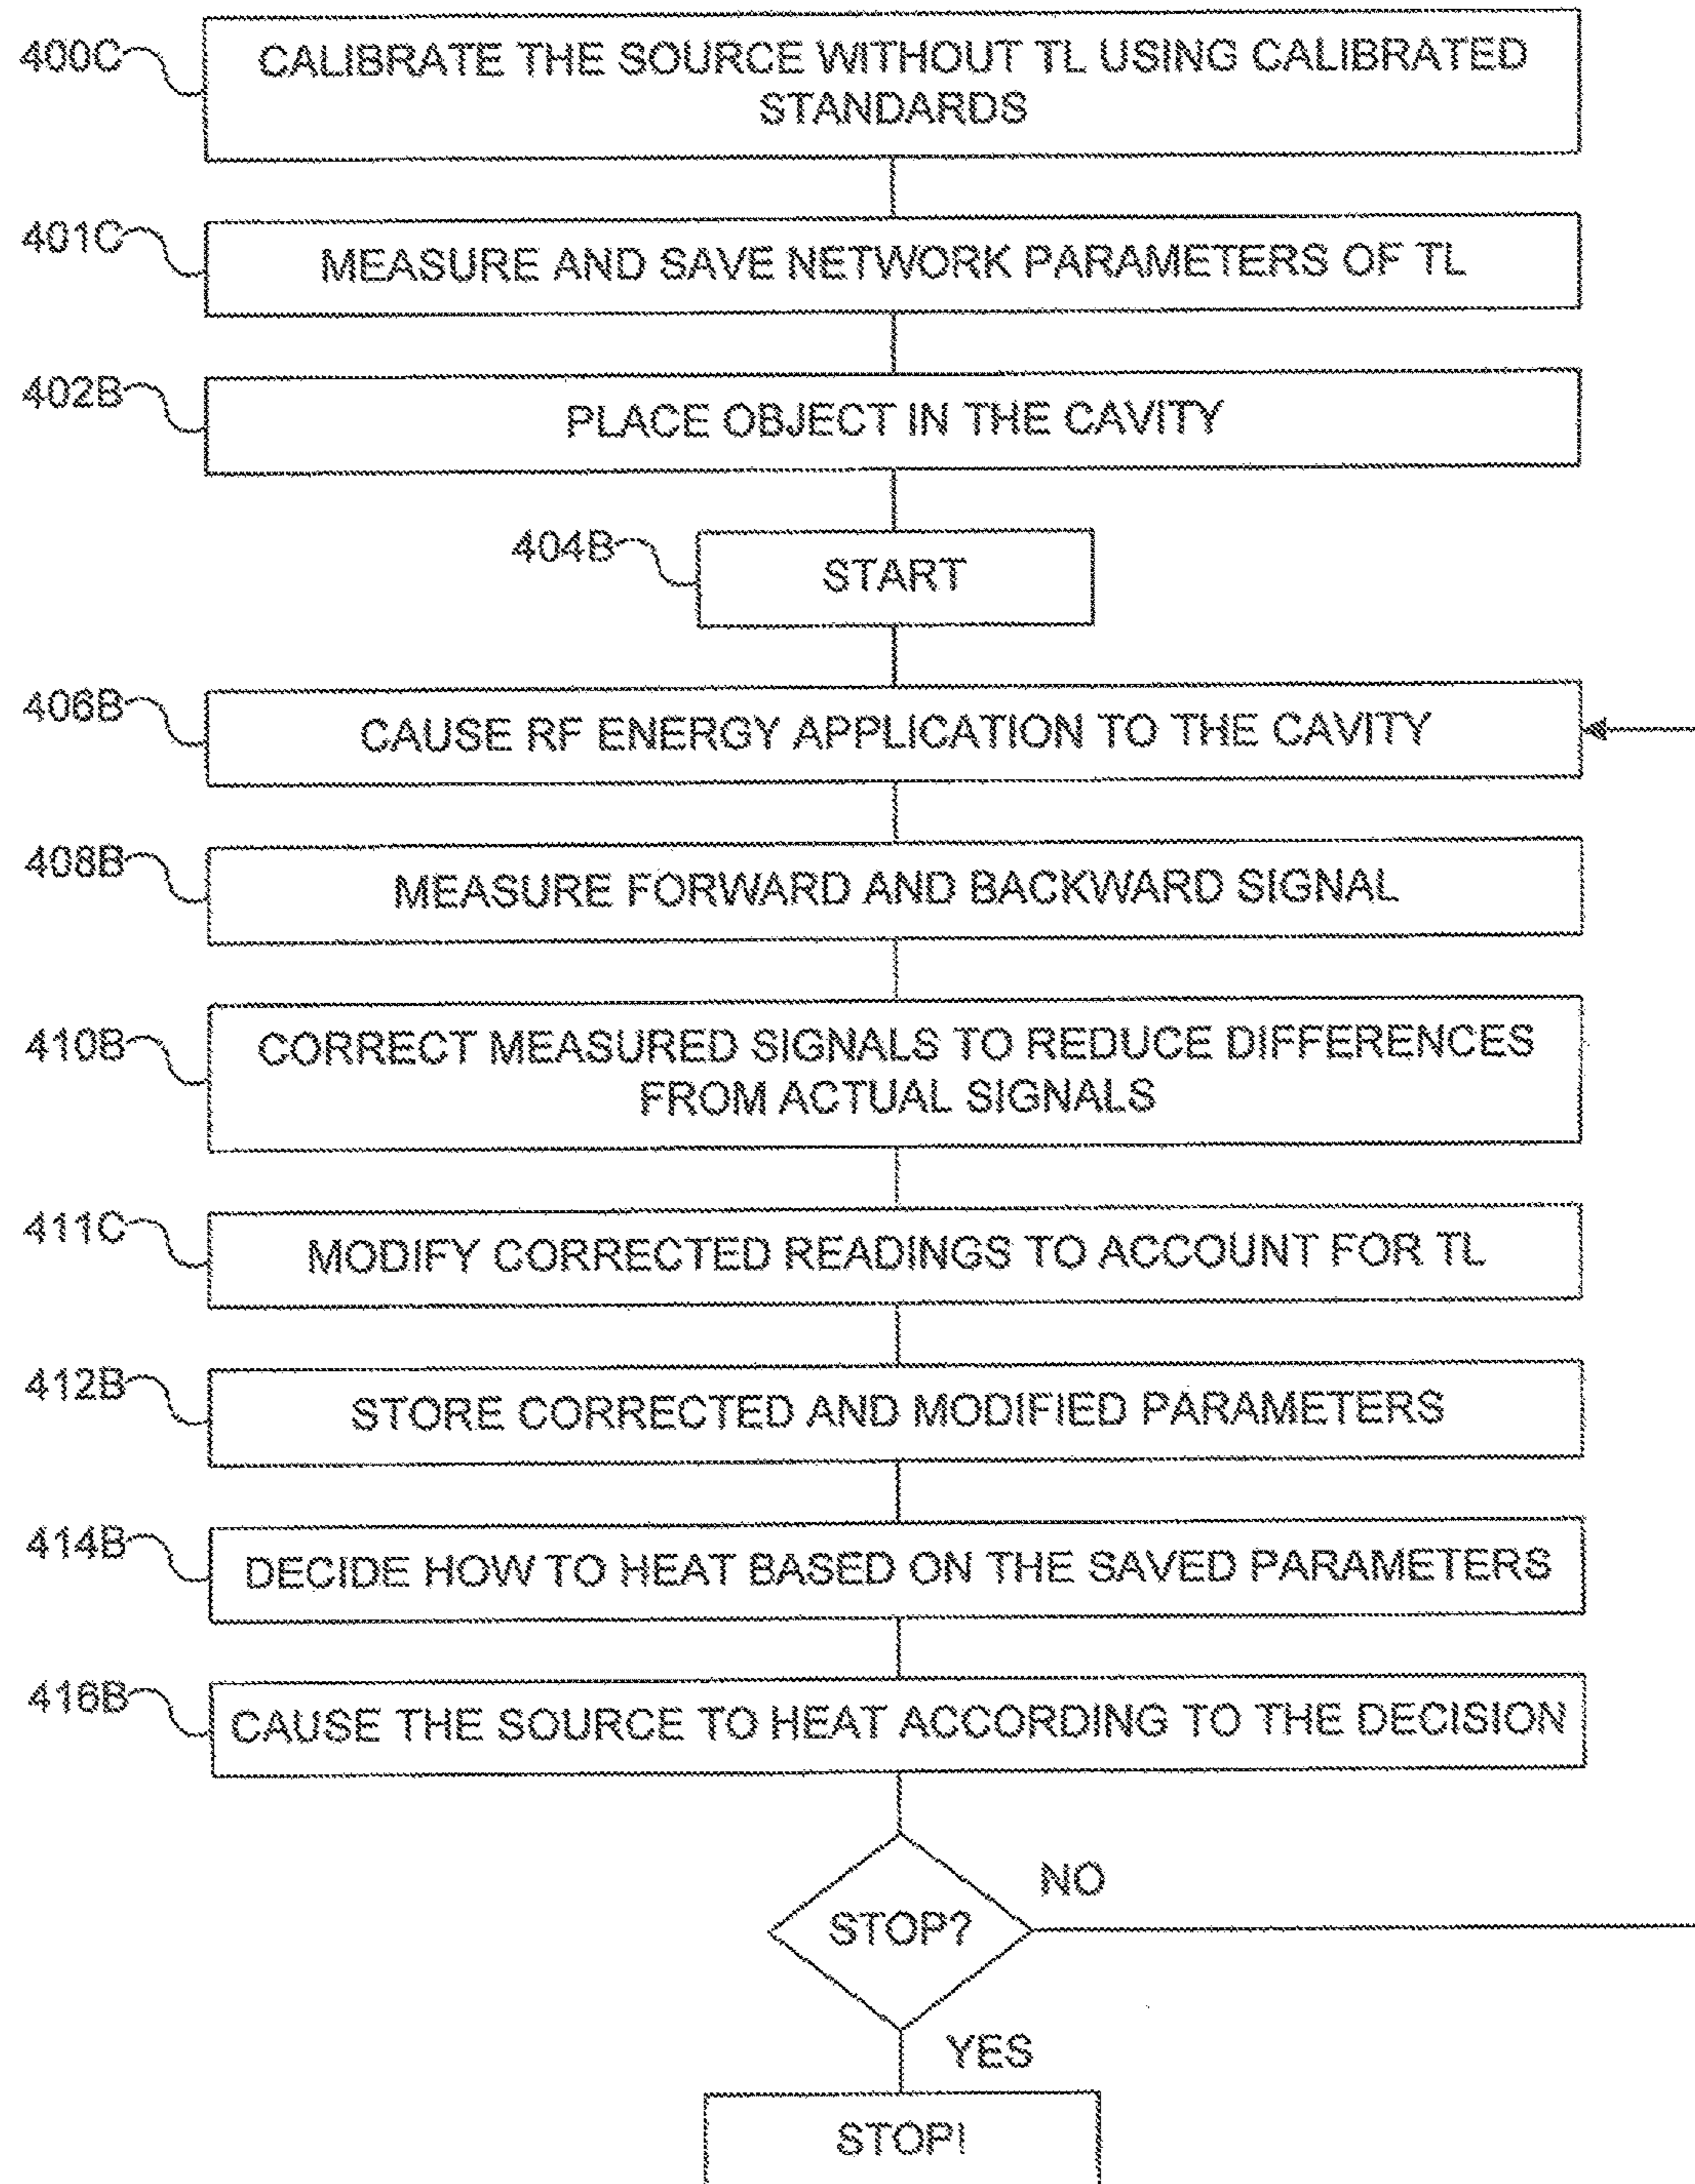 400C
CALIBRATE THE SOURCE WITHOUT TL USING CALIBRATED
STANDARDS
401C
MEASURE AND SAVE NETWORK PARAMETERS OF TL
402B
PLACE OBJECT IN THE CAVITY
404B
START
406B
CAUSE RF ENERGY APPLICATION TO THE CAVITY
408B
MEASURE FORWARD AND BACKWARD SIGNAL
410B
CORRECT MEASURED SIGNALS TO REDUCE DIFFERENCES
FROM ACTUAL SIGNALS
411C
MODIFY CORRECTED READINGS TO ACCOUNT FOR TL
412B
STORE CORRECTED AND MODIFIED PARAMETERS
414B
DECIDE HOW TO HEAT BASED ON THE SAVED PARAMETERS
416B
CAUSE THE SOURCE TO HEAT ACCORDING TO THE DECISION
NO
STOP?
YES
STOP!